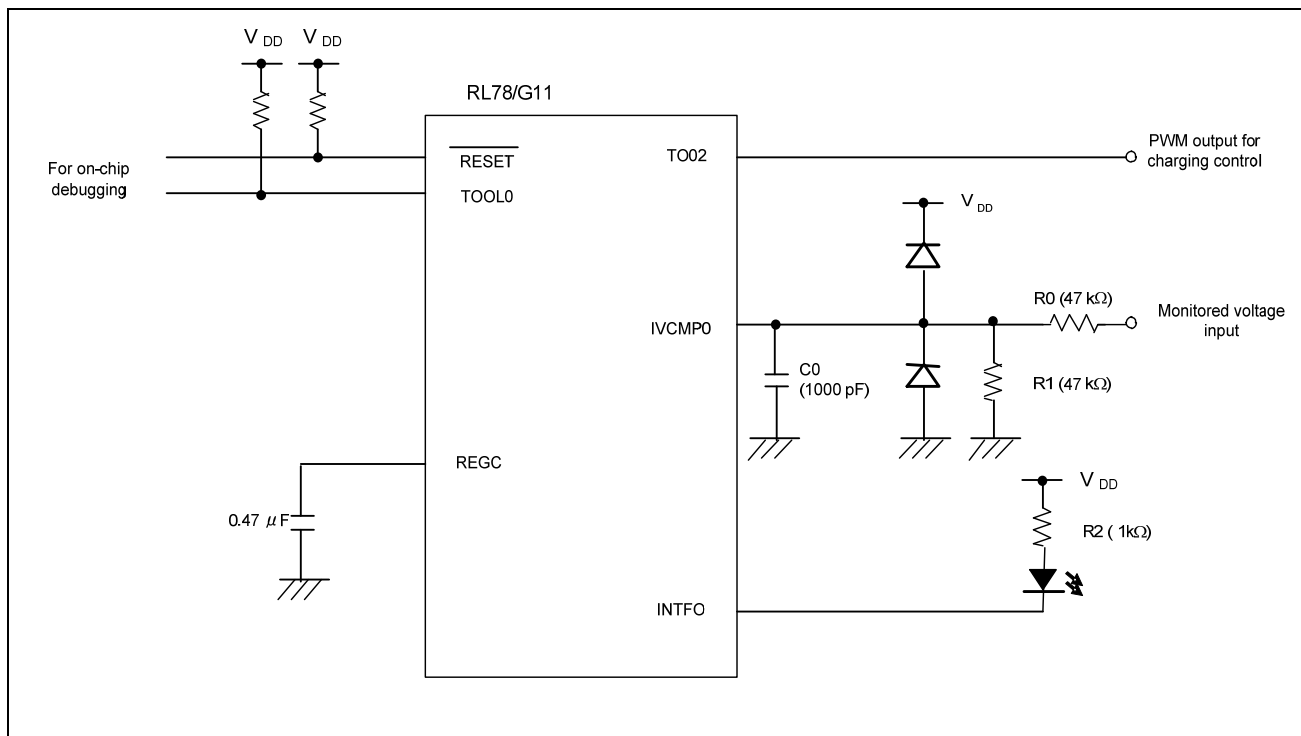 V DD
V DD
RL78/G11
For on-chip
debugging
RESET
TOOL0
TO02
PWM output for
charging control
V DD
IVCMP0
R0 (47 kΩ)
Monitored voltage
input
C0
(1000 pF)
R1 (47 kΩ)
REGC
0.47 μF
V DD
R2 ( 1kΩ)
INTFO